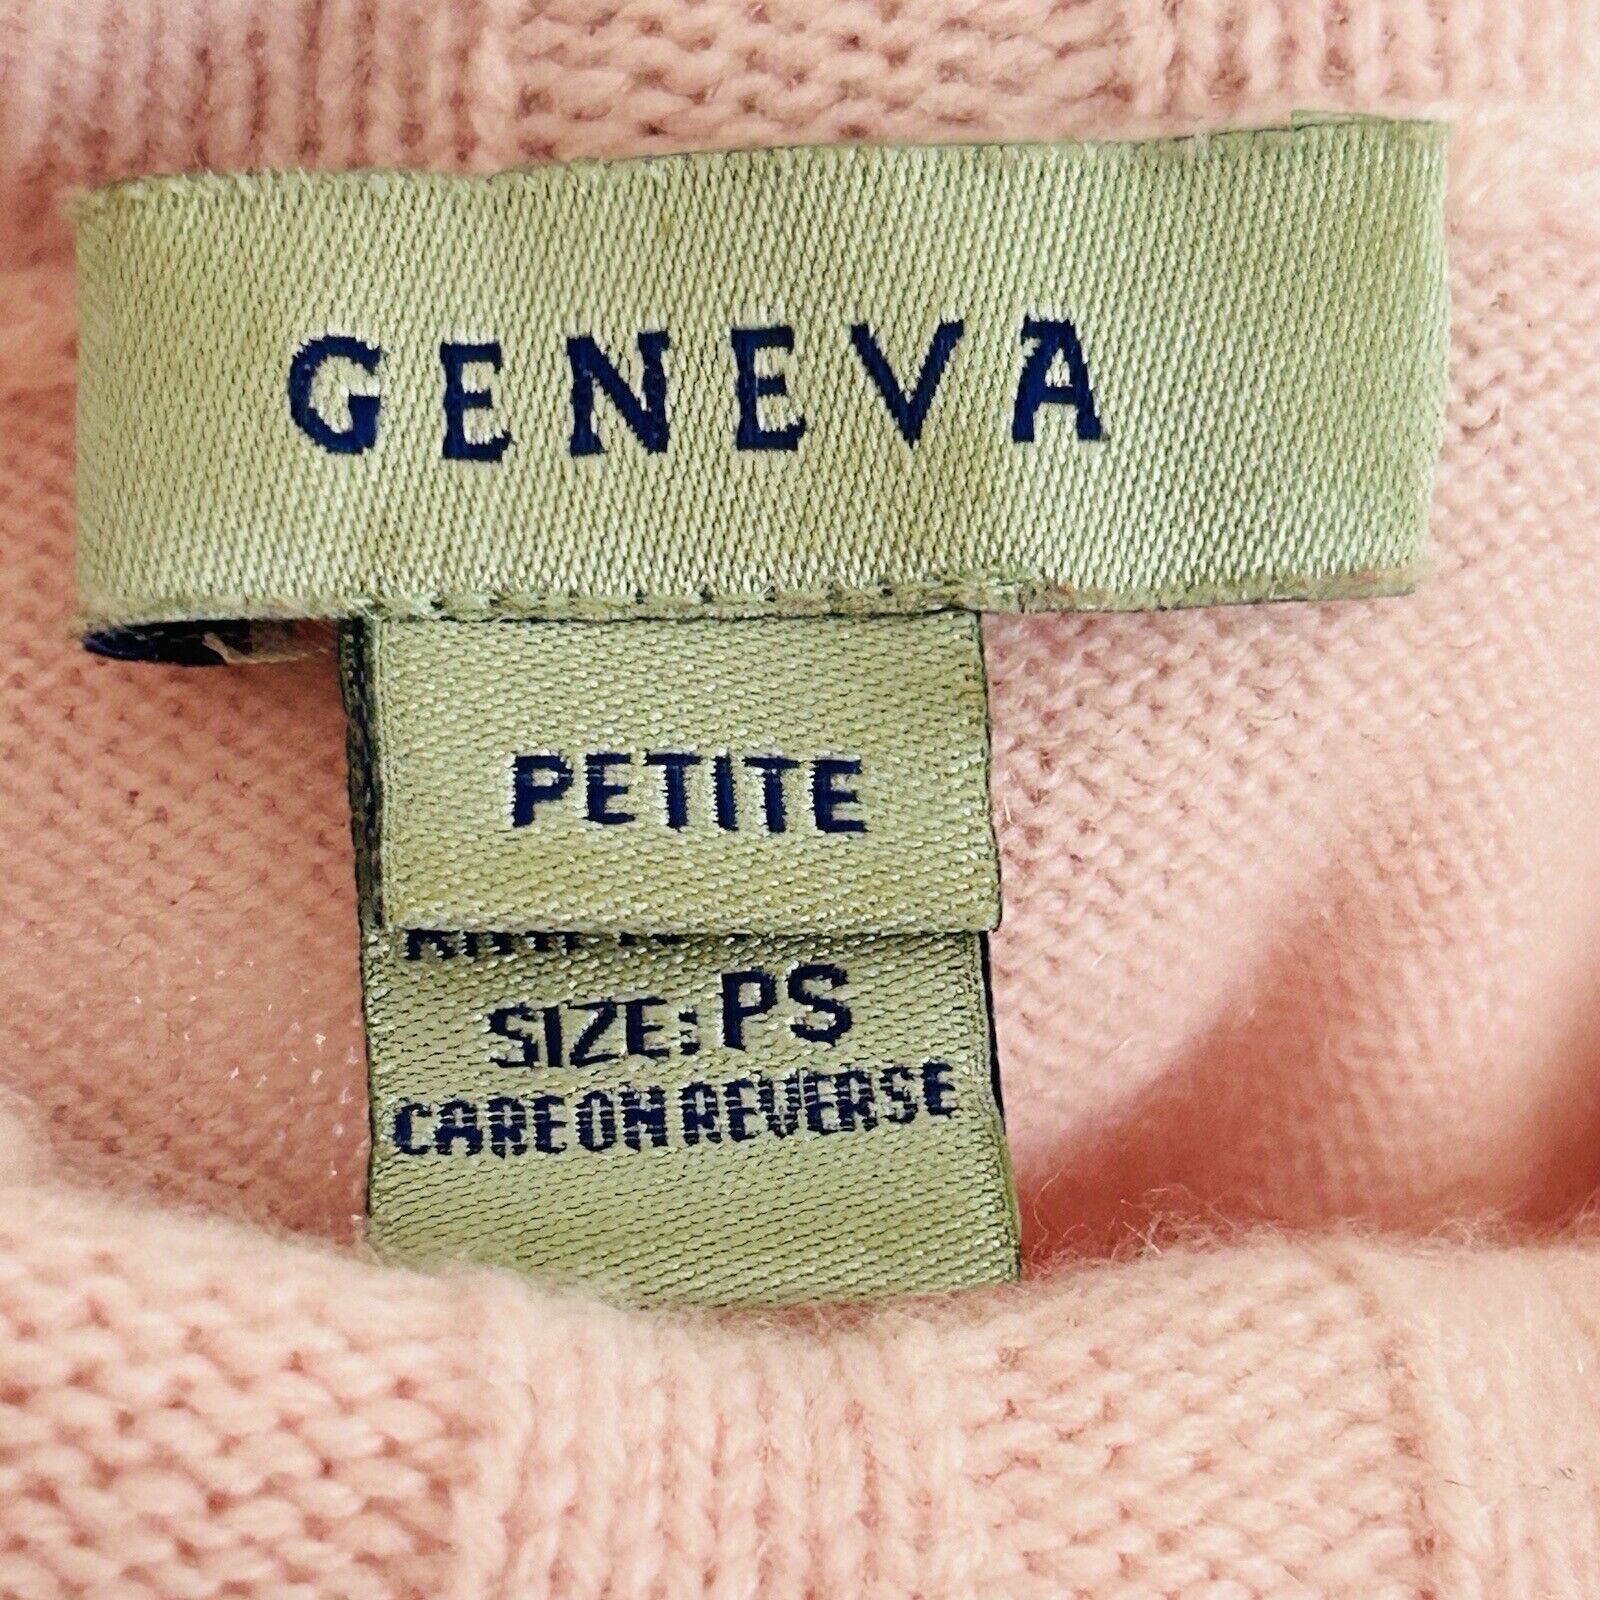 GENEVA
PETITE
SIZE: PS
CARE ON REVERSE